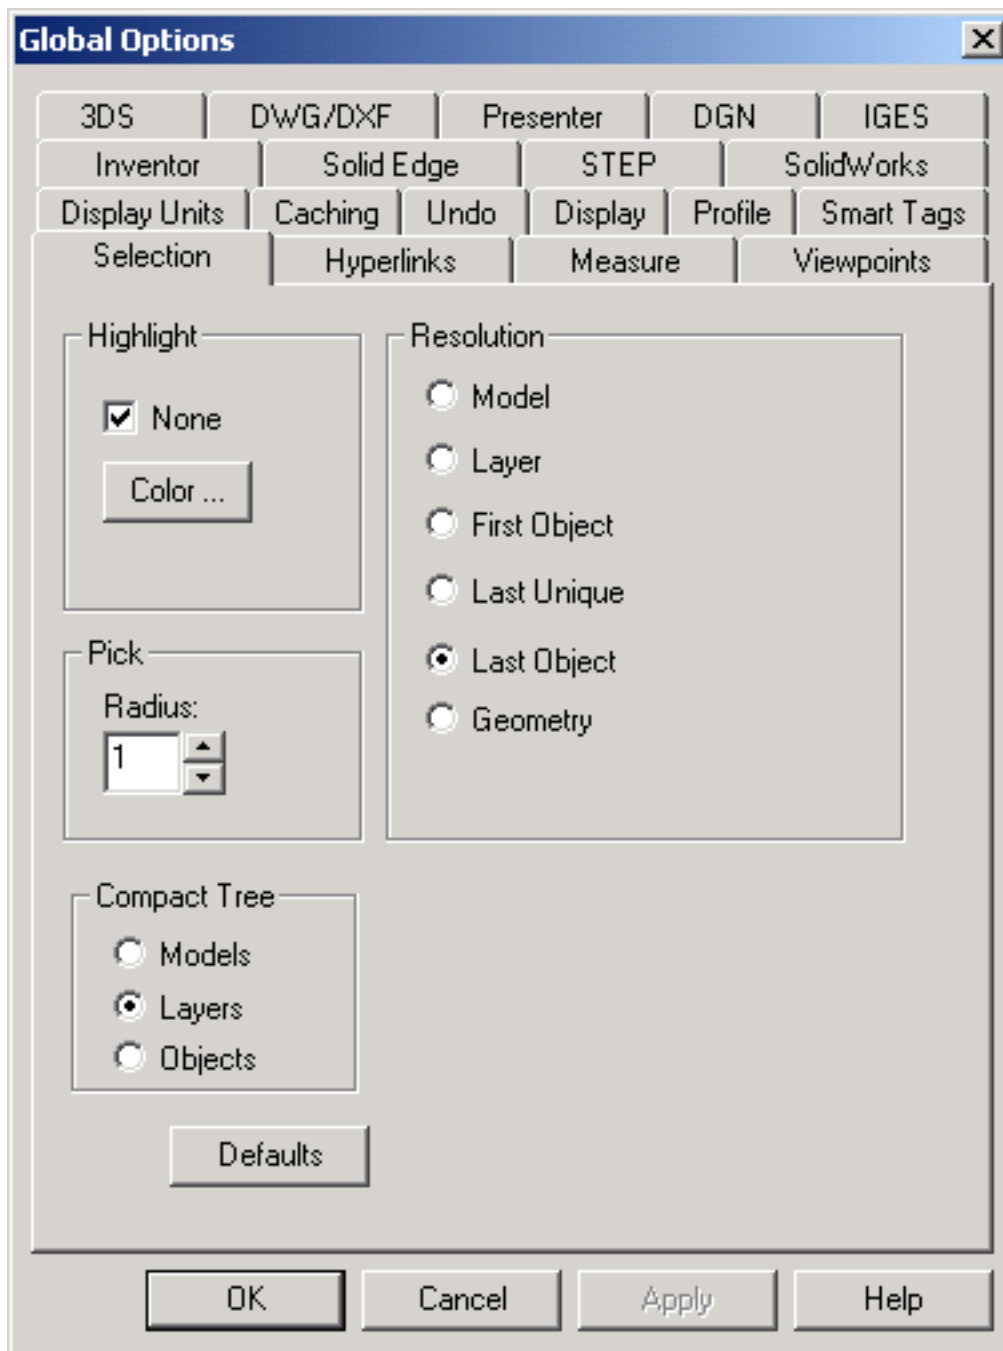 Global Options
3DS DWG/DXF Presenter DGN IGES
Inventor Solid Edge STEP SolidWorks
Display Units Caching Undo Display Profile Smart Tags
Selection Hyperlinks Measure Viewpoints
Highlight
None
Color ...
Pick
Radius:
1
Compact Tree
Models
Layers
Objects
Defaults
Resolution
Model
Layer
First Object
Last Unique
Last Object
Geometry
OK Cancel Apply Help